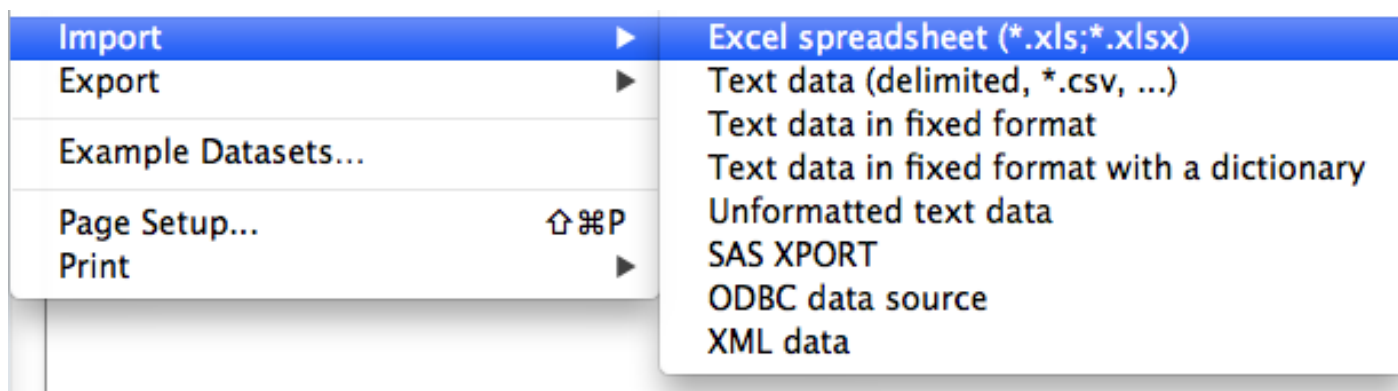 Import ▶
Export ▶
Example Datasets...
Page Setup... ⇧⌘P
Print ▶
Excel spreadsheet (*.xls;*.xlsx)
Text data (delimited, *.csv, ...)
Text data in fixed format
Text data in fixed format with a dictionary
Unformatted text data
SAS XPORT
ODBC data source
XML data